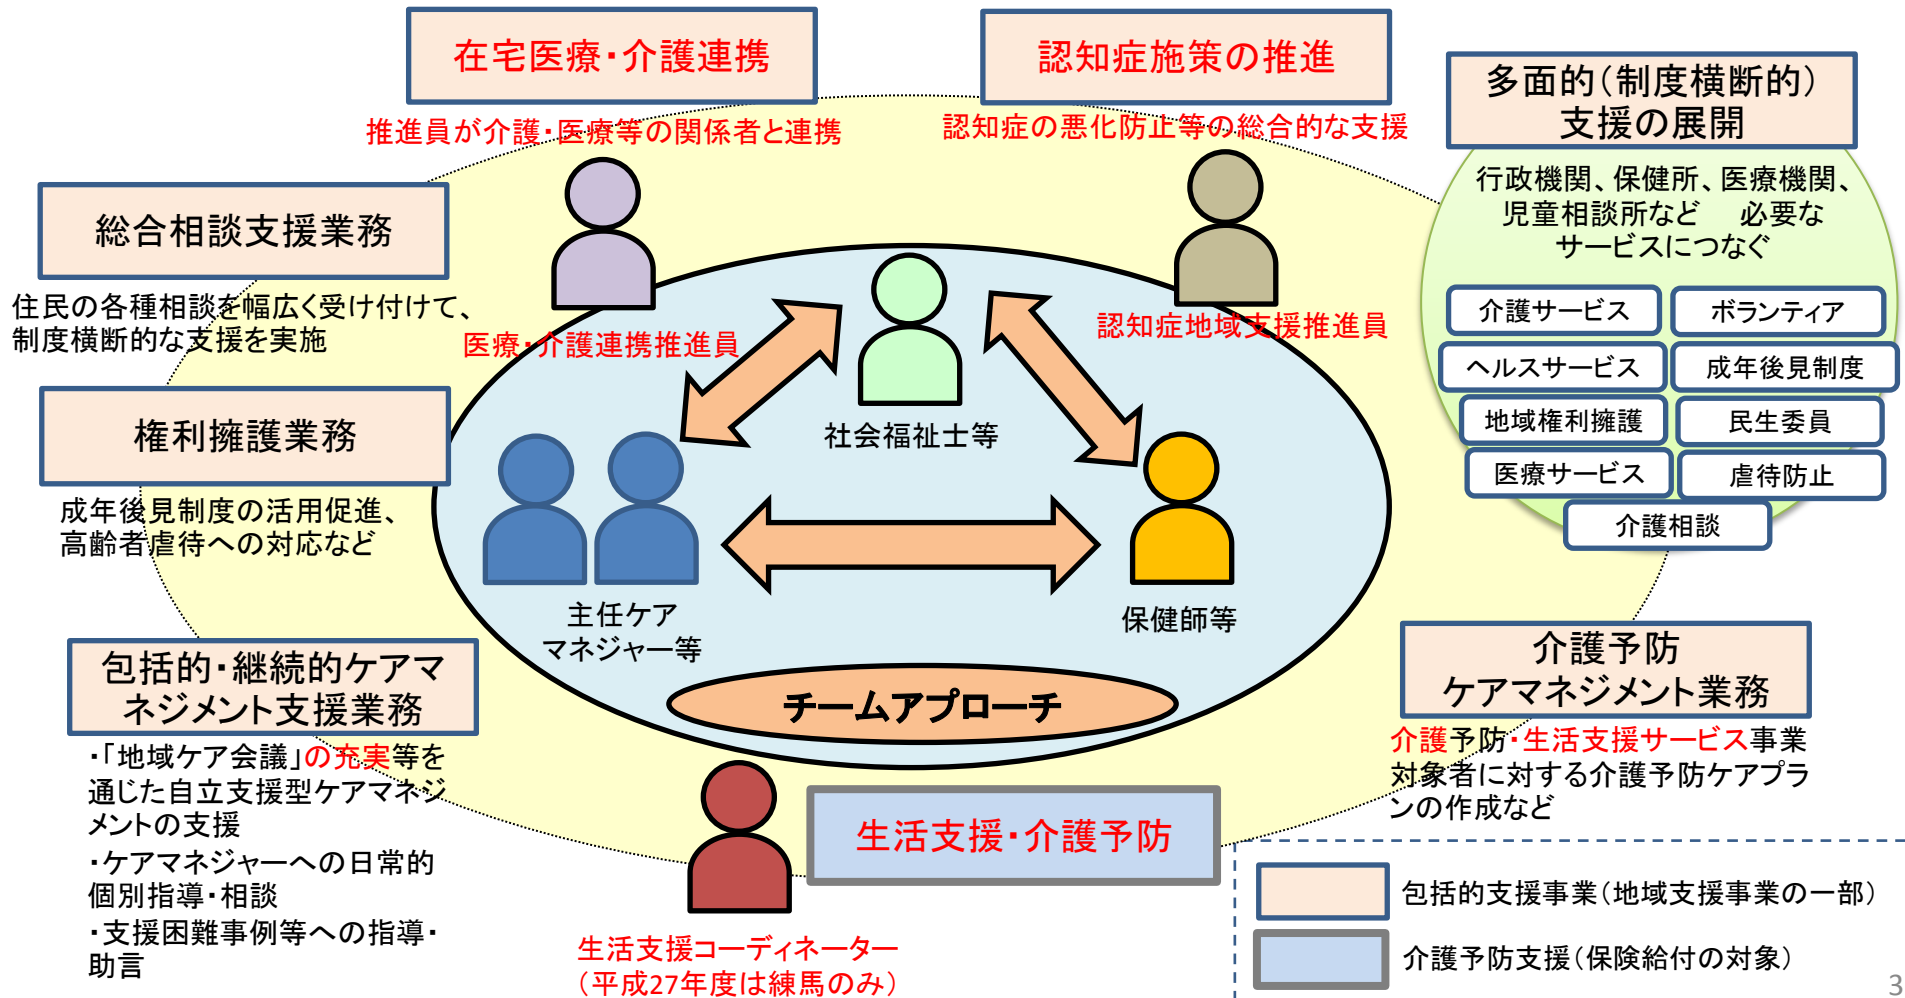 在宅医療・介護連携
推進員が介護・医療等の関係者と連携
認知症施策の推進
認知症の悪化防止等の総合的な支援
多面的（制度横断的）
支援の展開
行政機関、保健所、医療機関、
児童相談所など　必要な
サービスにつなぐ
介護サービス
ボランティア
ヘルスサービス
成年後見制度
地域権利擁護
民生委員
医療サービス
虐待防止
介護相談
総合相談支援業務
住民の各種相談を幅広く受け付けて、
制度横断的な支援を実施
医療・介護連携推進員
認知症地域支援推進員
権利擁護業務
成年後見制度の活用促進、
高齢者虐待への対応など
社会福祉士等
主任ケア
マネジャー等
保健師等
チームアプローチ
包括的・継続的ケアマ
ネジメント支援業務
・「地域ケア会議」の充実等を
通じた自立支援型ケアマネジ
メントの支援
・ケアマネジャーへの日常的
個別指導・相談
・支援困難事例等への指導・
助言
介護予防
ケアマネジメント業務
介護予防・生活支援サービス事業
対象者に対する介護予防ケアプラ
ンの作成など
生活支援・介護予防
生活支援コーディネーター
（平成27年度は練馬のみ）
包括的支援事業（地域支援事業の一部）
介護予防支援（保険給付の対象）
3